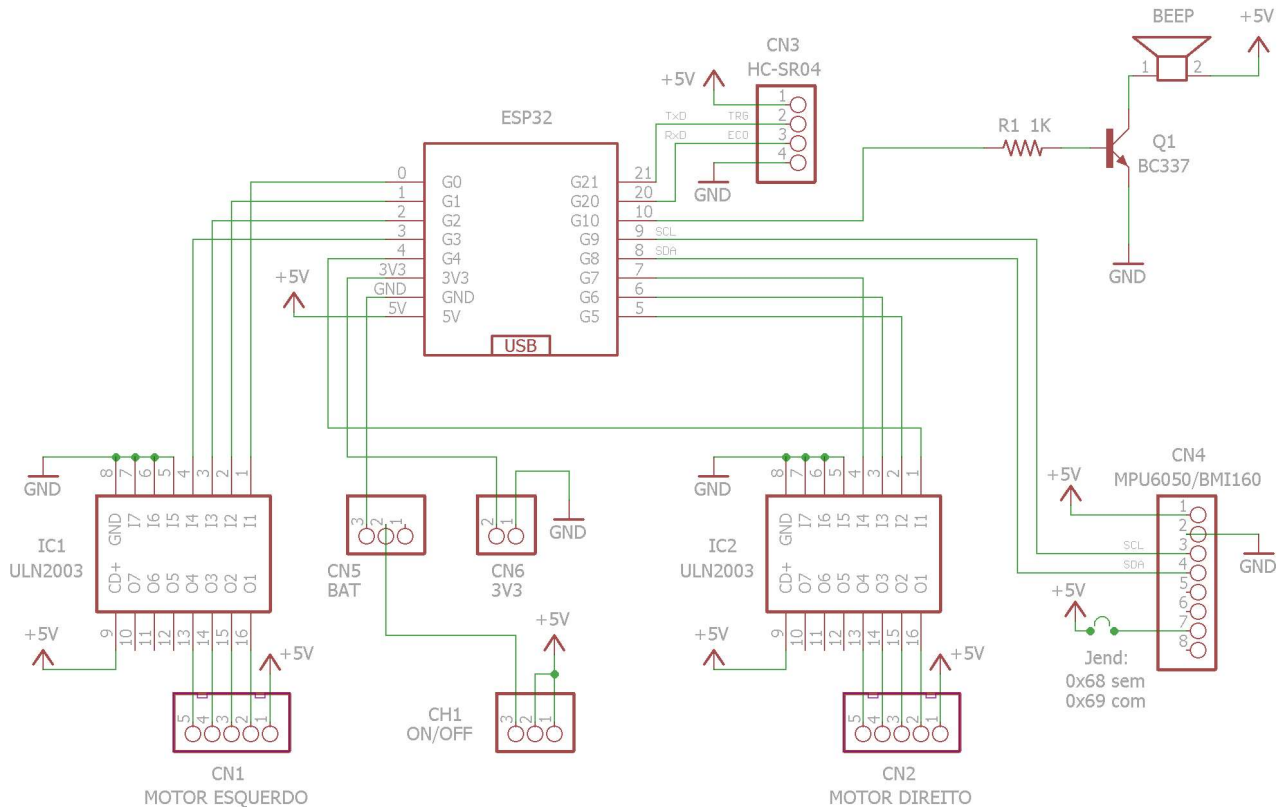 BEEP
+5V
1
2
CN3
HC-SR04
+5V
TxD
TRG
RxD
ECO
1
2
3
4
GND
R1 1K
Q1
BC337
GND
ESP32
0 G0
1 G1
2 G2
3 G3
4 G4
3V3 3V3
GND GND
5V 5V
+5V
G21 21
G20 20
G10 10
G9 9 SCL
G8 8 SDA
G7 7
G6 6
G5 5
USB
GND
8 7 6 5 4 3 2 1
GND I7 I6 I5 I4 I3 I2 I1
IC1
ULN2003
CD+ O7 O6 O5 O4 O3 O2 O1
9 10 11 12 13 14 15 16
+5V
+5V
5 4 3 2 1
CN1
MOTOR ESQUERDO
3 2 1
CN5
BAT
2 1
CN6
3V3
GND
+5V
CH1
ON/OFF
3 2 1
GND
8 7 6 5 4 3 2 1
GND I7 I6 I5 I4 I3 I2 I1
IC2
ULN2003
CD+ O7 O6 O5 O4 O3 O2 O1
9 10 11 12 13 14 15 16
+5V
+5V
5 4 3 2 1
CN2
MOTOR DIREITO
CN4
MPU6050/BMI160
+5V
SCL
SDA
1
2
3
4
5
6
7
8
GND
+5V
Jend:
0x68 sem
0x69 com